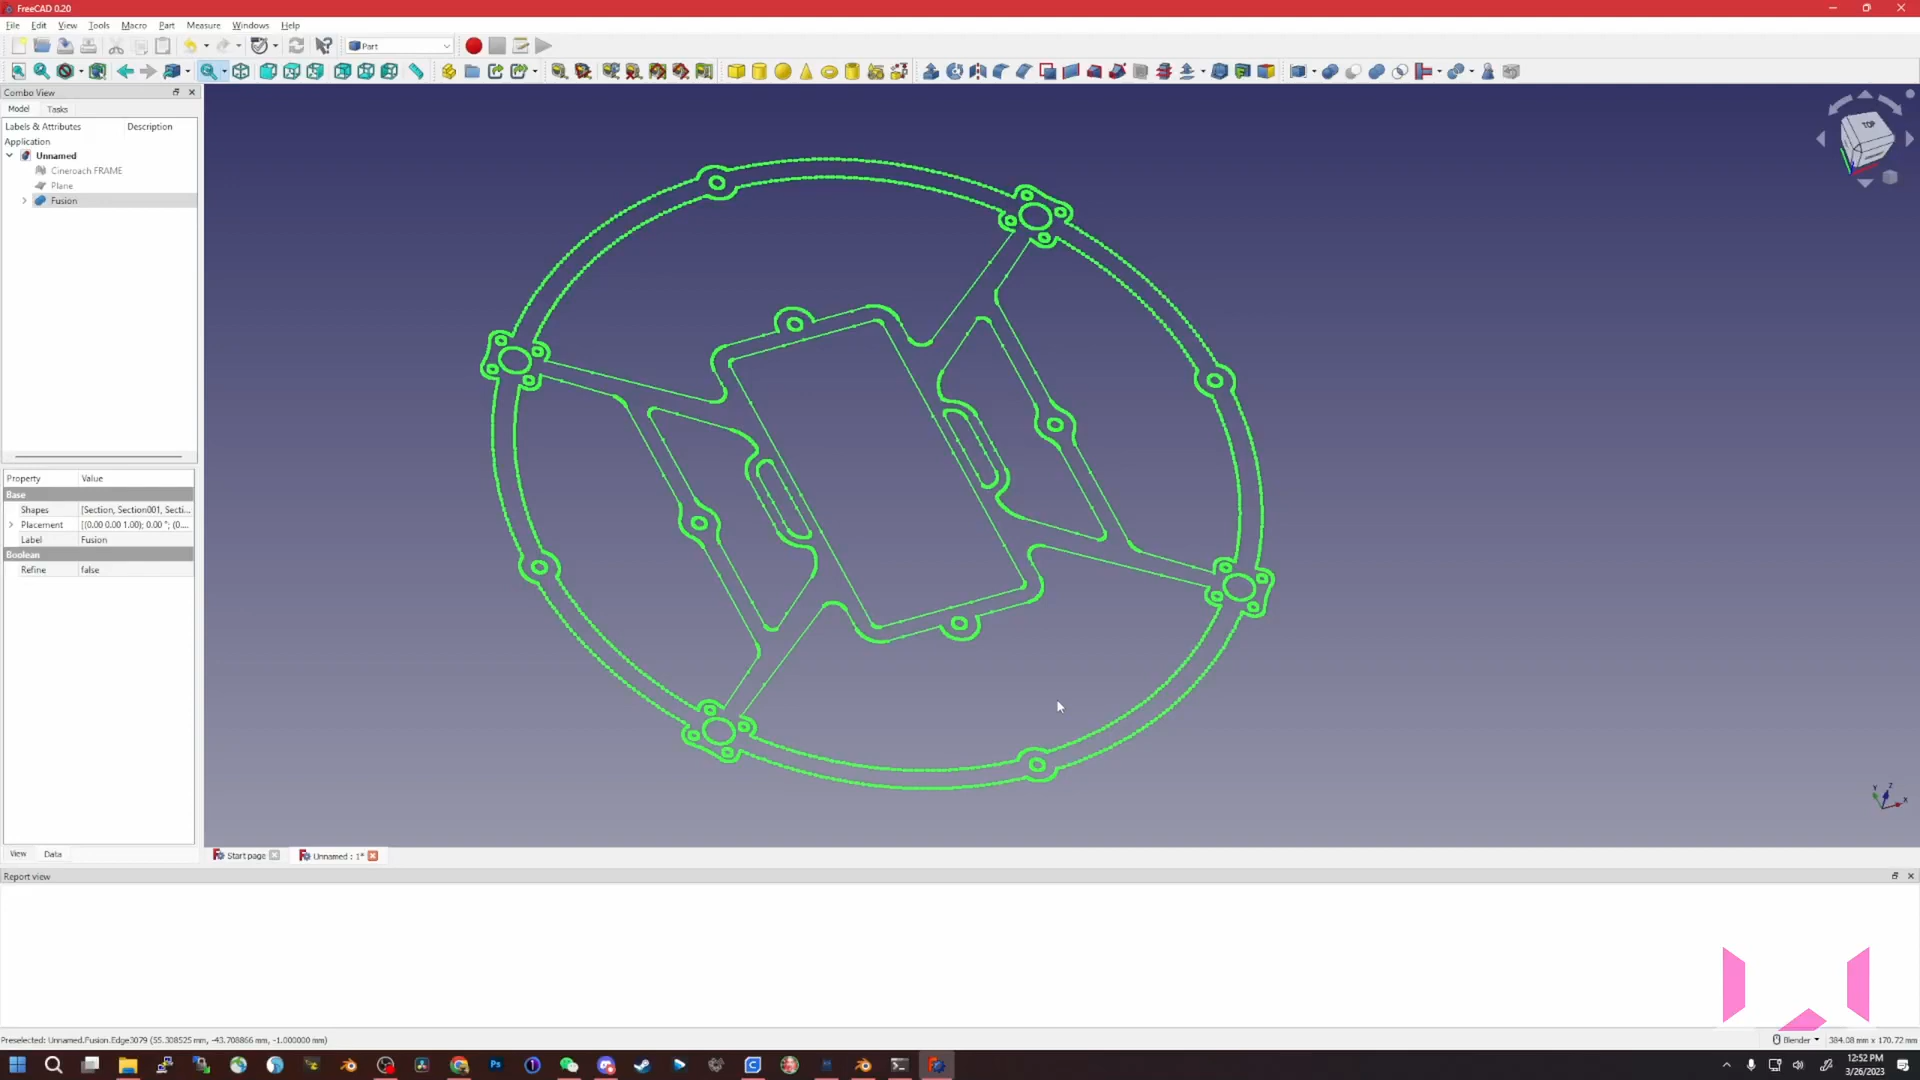 FreeCAD 0.20
File Edit View Tools Macro Part Measure Windows Help
Part
Combo View
Model Tasks
Labels & Attributes Description
Application
Unnamed
Cineroach FRAME
Plane
Fusion
Property Value
Base
Shapes [Section, Section001, Secti...
Placement [(0.00 0.00 1.00); 0.00 °; (0....
Label Fusion
Boolean
Refine false
View Data
TOP
Y Z X
Start page
Unnamed : 1*
Report view
Preselected: Unnamed.Fusion.Edge3079 (55.308525 mm, -43.708866 mm, -1.000000 mm)
Blender
384.08 mm x 170.72 mm
Ps
12:52 PM
3/26/2023